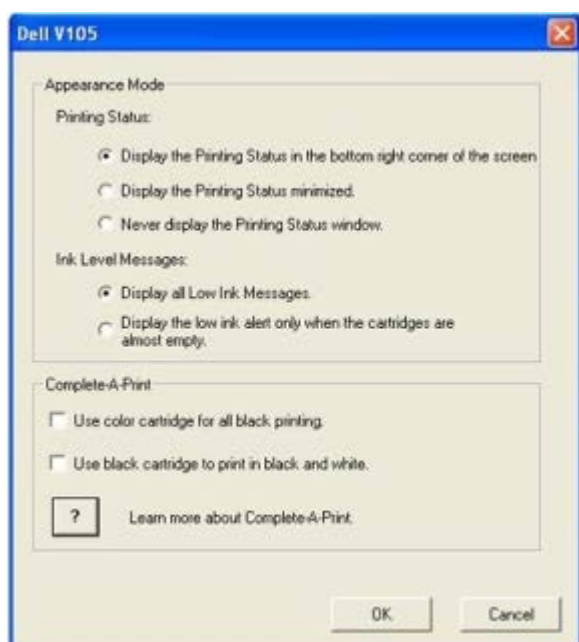 Dell V105
Appearance Mode
Printing Status:
Display the Printing Status in the bottom right corner of the screen
Display the Printing Status minimized.
Never display the Printing Status window.
Ink Level Messages:
Display all Low Ink Messages.
Display the low ink alert only when the cartridges are
almost empty.
Complete-A-Print
Use color cartridge for all black printing.
Use black cartridge to print in black and white.
?
Learn more about Complete-A-Print.
OK
Cancel